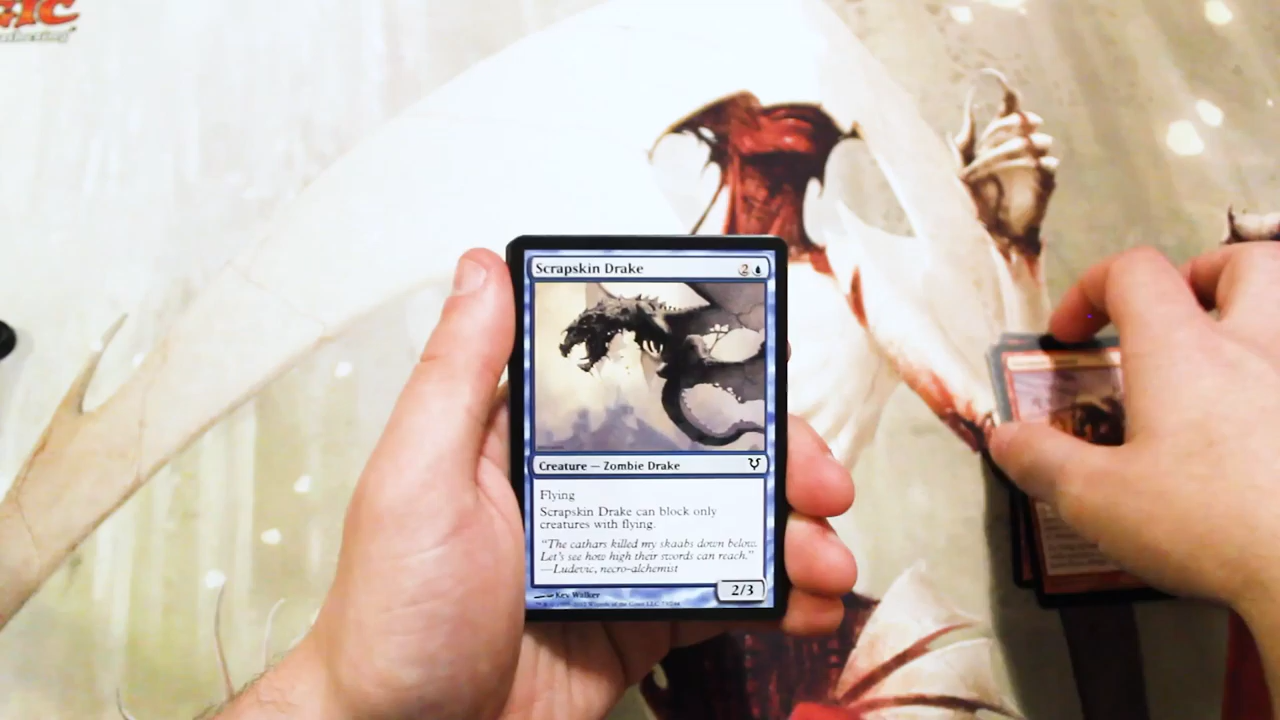 Scrapskin Drake 2
Creature — Zombie Drake
Flying
Scrapskin Drake can block only
creatures with flying.
"The cathars killed my skaabs down below.
Let's see how high their swords can reach."
—Ludevic, necro-alchemist
2/3
Kev Walker